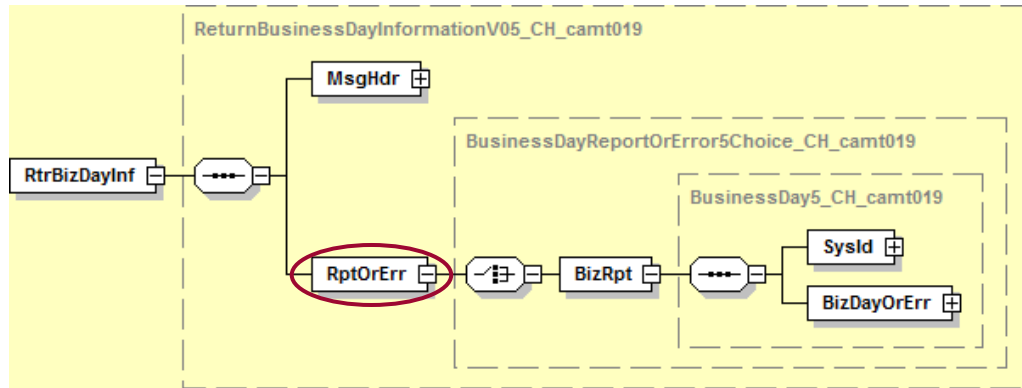 ReturnBusinessDayInformationV05_CH_camt019
MsgHdr
BusinessDayReportOrError5Choice_CH_camt019
RtrBizDayInf
BusinessDay5_CH_camt019
SysId
RptOrErr
BizRpt
BizDayOrErr